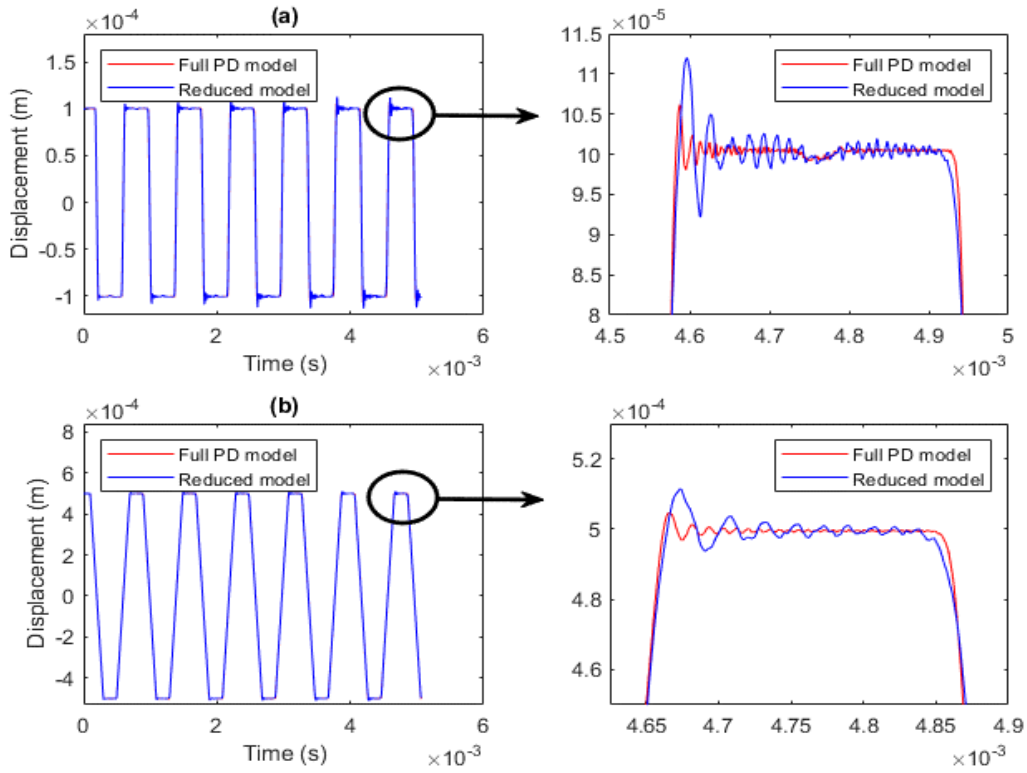 (a)
×10⁻⁴
Displacement (m)
1.5
1
0.5
0
-0.5
-1
Full PD model
Reduced model
0 2 4 6
Time (s)
×10⁻³
×10⁻⁵
11.5
11
10.5
10
9.5
9
8.5
8
Full PD model
Reduced model
4.5 4.6 4.7 4.8 4.9 5
×10⁻³
(b)
×10⁻⁴
Displacement (m)
8
6
4
2
0
-2
-4
Full PD model
Reduced model
0 2 4 6
Time (s)
×10⁻³
×10⁻⁴
5.2
5
4.8
4.6
Full PD model
Reduced model
4.65 4.7 4.75 4.8 4.85 4.9
×10⁻³